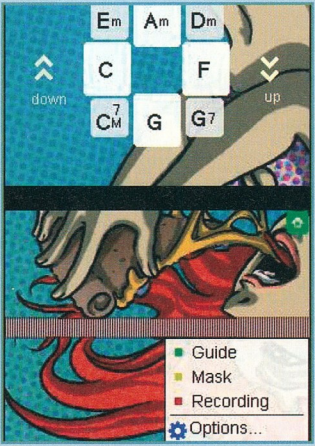 Em Am Dm
C F
down up
C7M G G7
Guide
Mask
Recording
Options...